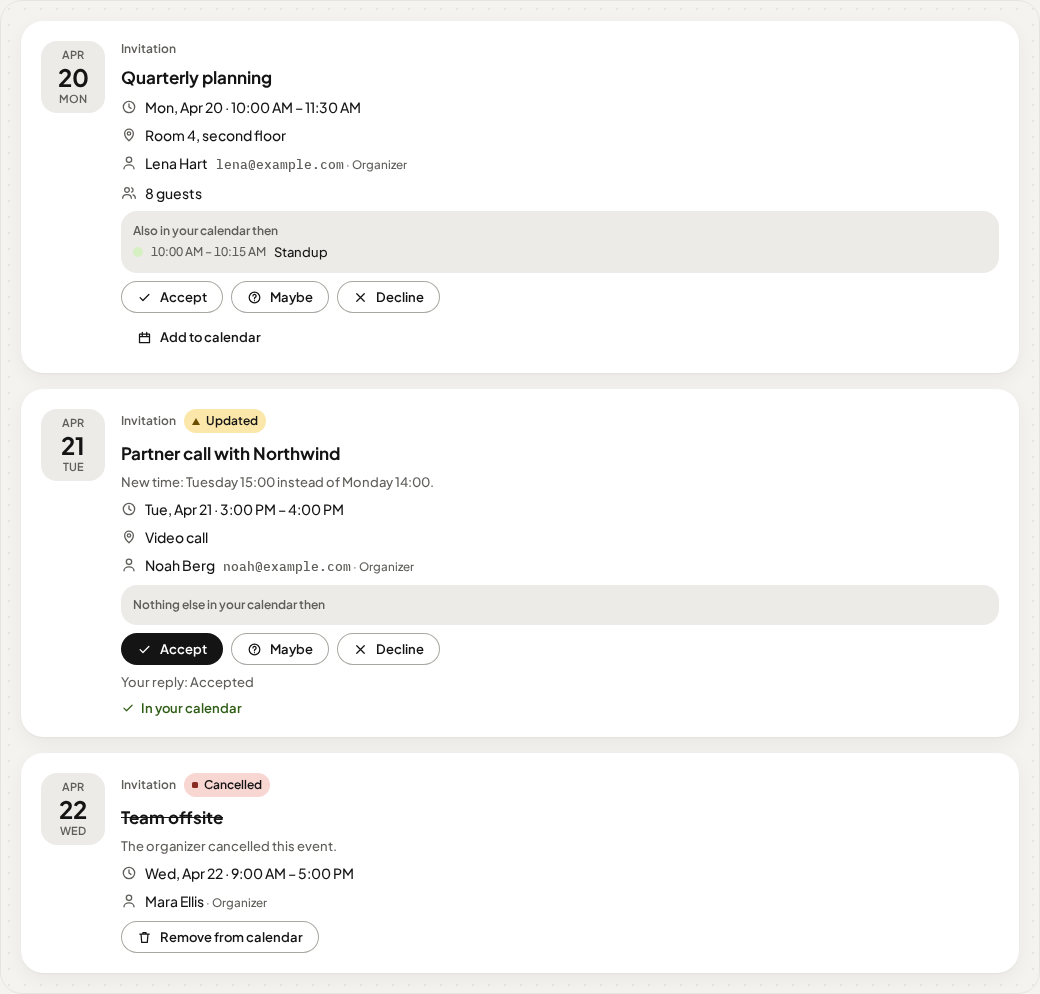 APR
20
MON
Invitation
Quarterly planning
Mon, Apr 20 · 10:00 AM – 11:30 AM
Room 4, second floor
Lena Hart lena@example.com · Organizer
8 guests
Also in your calendar then
10:00 AM – 10:15 AM Standup
Accept Maybe Decline
Add to calendar
APR
21
TUE
Invitation Updated
Partner call with Northwind
New time: Tuesday 15:00 instead of Monday 14:00.
Tue, Apr 21 · 3:00 PM – 4:00 PM
Video call
Noah Berg noah@example.com · Organizer
Nothing else in your calendar then
Accept Maybe Decline
Your reply: Accepted
In your calendar
APR
22
WED
Invitation Cancelled
Team offsite
The organizer cancelled this event.
Wed, Apr 22 · 9:00 AM – 5:00 PM
Mara Ellis · Organizer
Remove from calendar